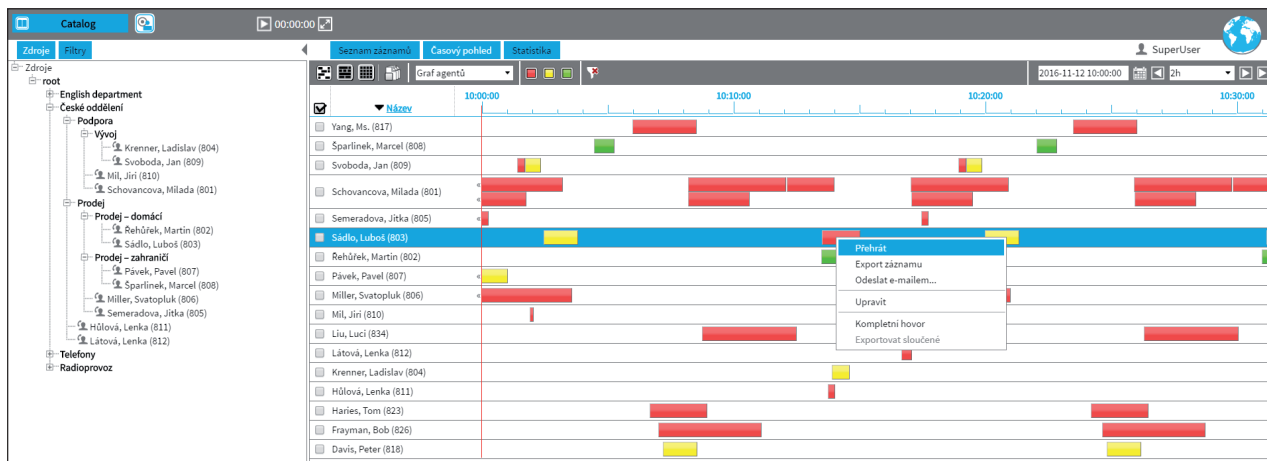 Catalog 00:00:00
Zdroje Filtry Seznam záznamů Časový pohled Statistika SuperUser
Graf agentů 2016-11-12 10:00:00 2h
Zdroje
root
English department
České oddělení
Podpora
Vývoj
Krenner, Ladislav (804)
Svoboda, Jan (809)
Mil, Jiri (810)
Schovancova, Milada (801)
Prodej
Prodej – domácí
Řehůřek, Martin (802)
Sádlo, Luboš (803)
Prodej – zahraničí
Pávek, Pavel (807)
Šparlinek, Marcel (808)
Miller, Svatopluk (806)
Semeradova, Jitka (805)
Hůlová, Lenka (811)
Látová, Lenka (812)
Telefony
Radioprovoz
Název 10:00:00 10:10:00 10:20:00 10:30:00
Yang, Ms. (817)
Šparlinek, Marcel (808)
Svoboda, Jan (809)
Schovancova, Milada (801)
Semeradova, Jitka (805)
Sádlo, Luboš (803)
Řehůřek, Martin (802)
Pávek, Pavel (807)
Miller, Svatopluk (806)
Mil, Jiri (810)
Liu, Luci (834)
Látová, Lenka (812)
Krenner, Ladislav (804)
Hůlová, Lenka (811)
Haries, Tom (823)
Frayman, Bob (826)
Davis, Peter (818)
Přehrát
Export záznamu
Odeslat e-mailem...
Upravit
Kompletní hovor
Exportovat sloučené